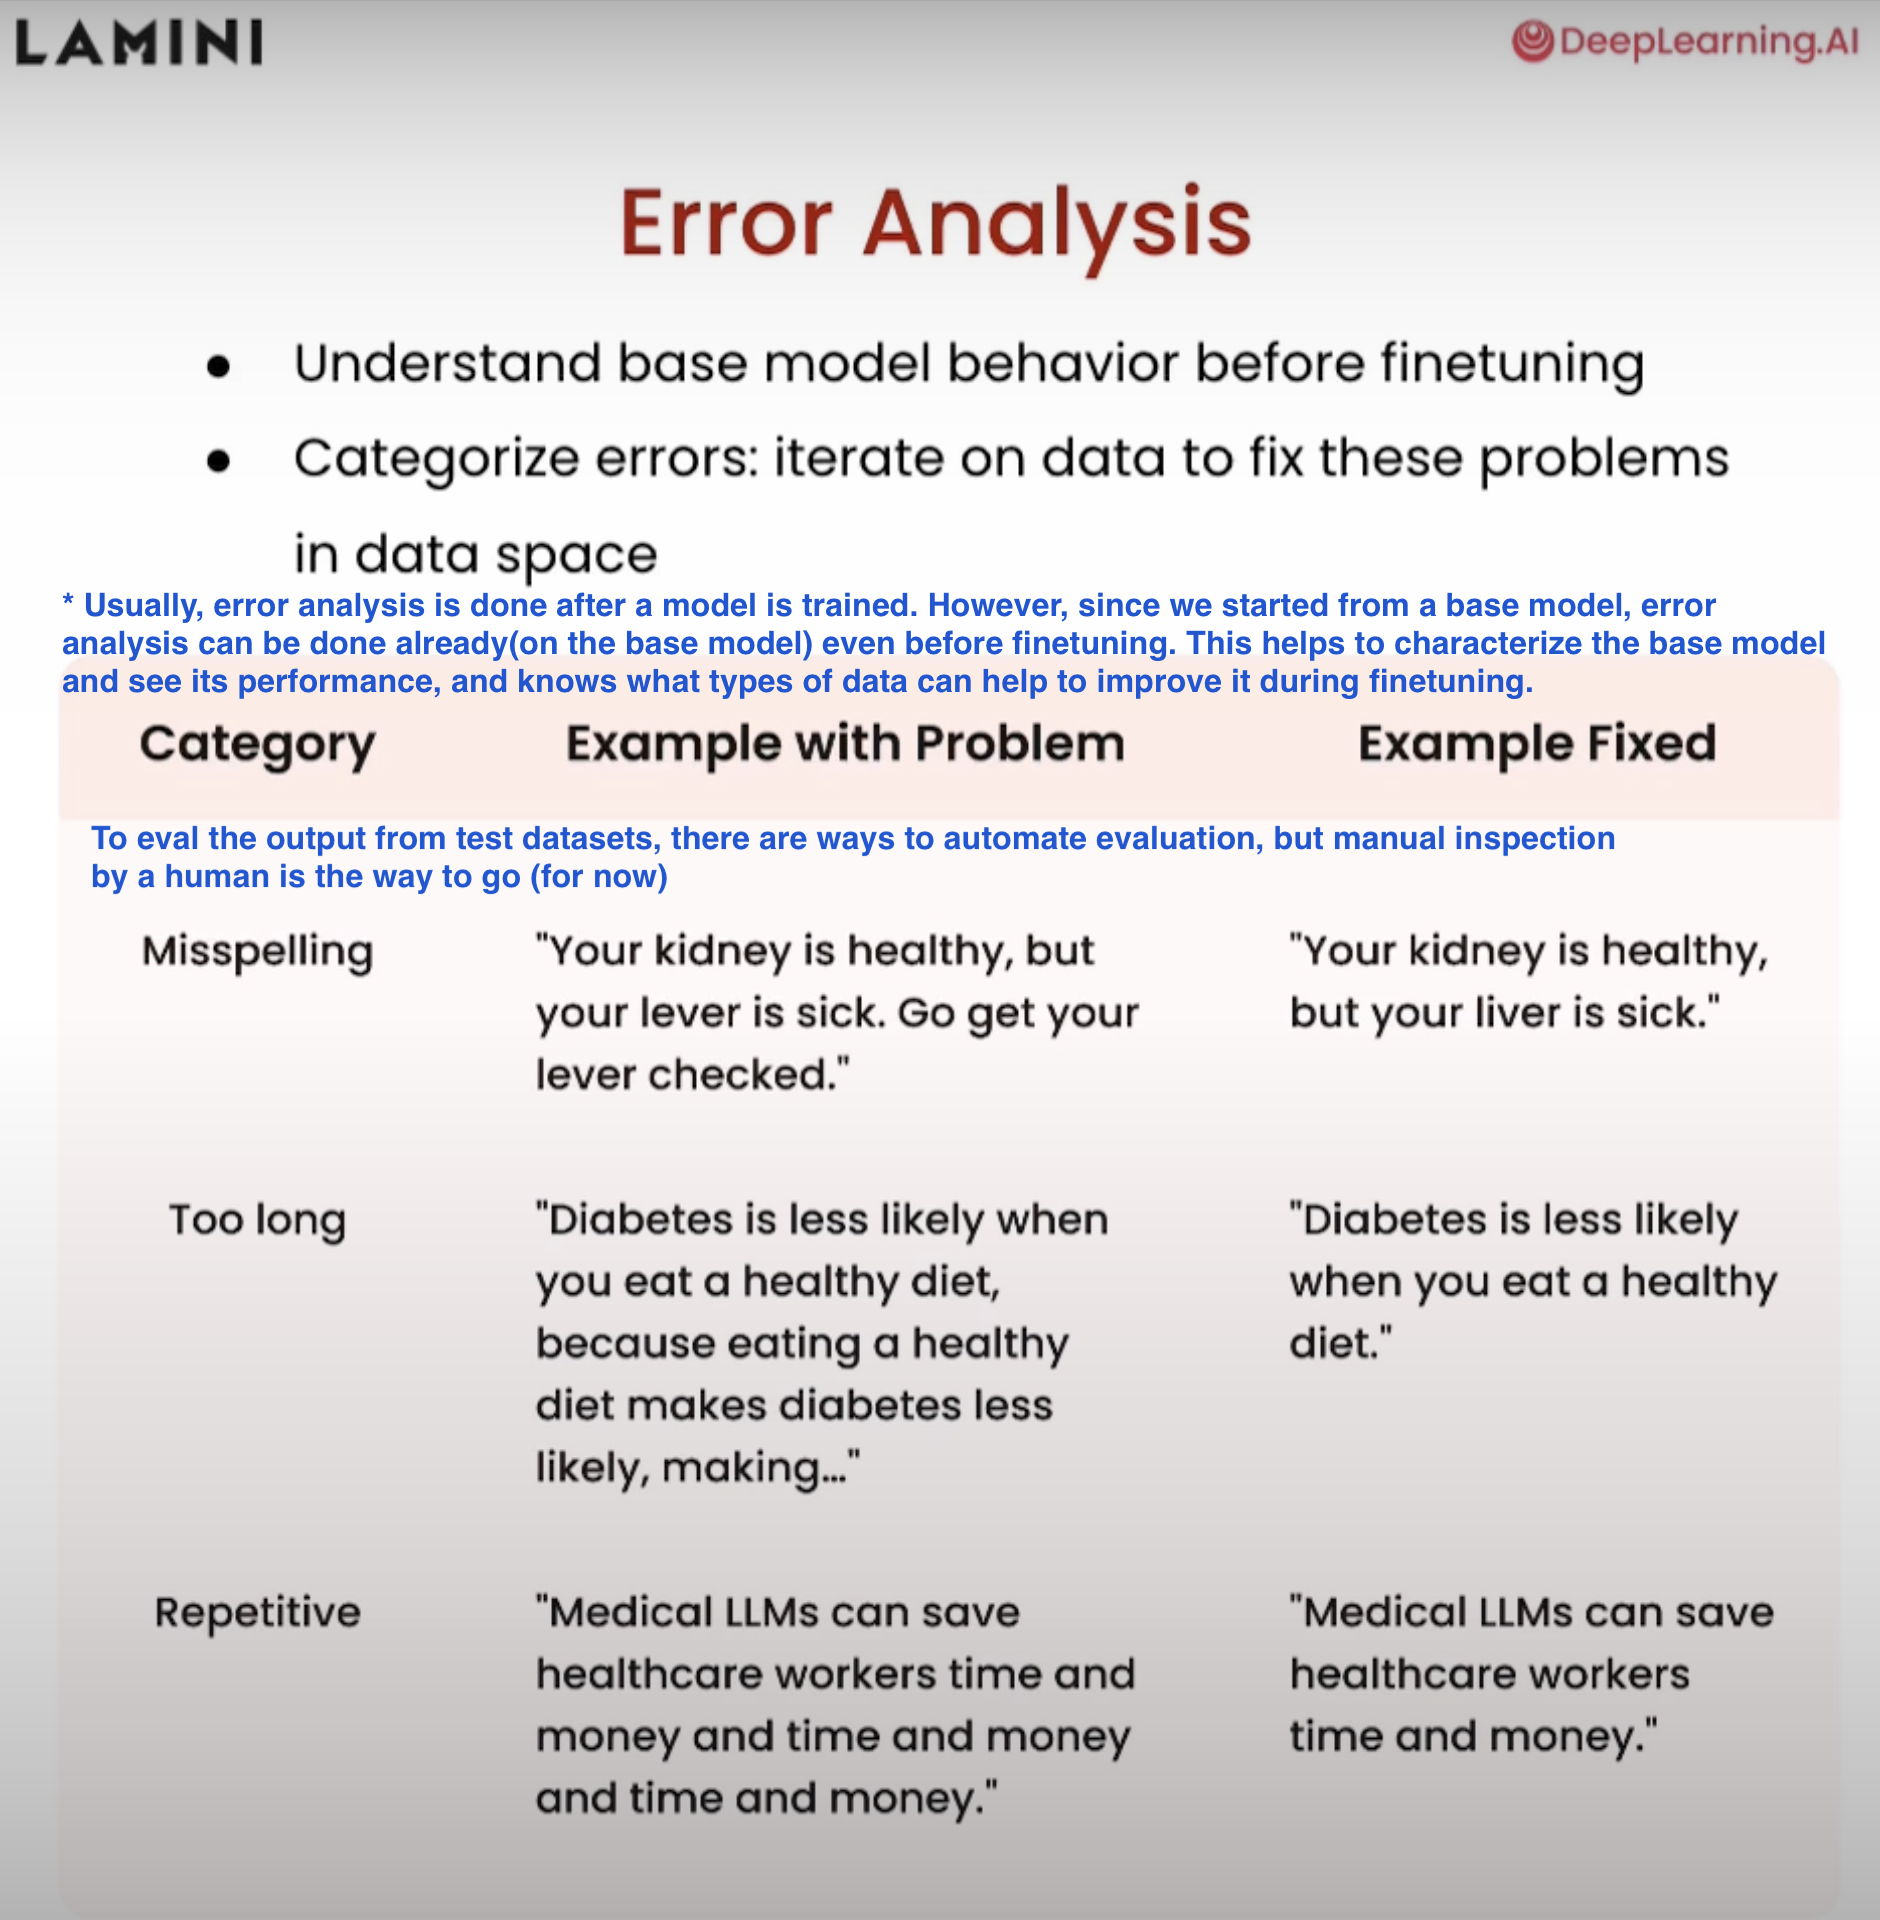 LAMINI
DeepLearning.AI
Error Analysis
● Understand base model behavior before finetuning
● Categorize errors: iterate on data to fix these problems
in data space
* Usually, error analysis is done after a model is trained. However, since we started from a base model, error
analysis can be done already(on the base model) even before finetuning. This helps to characterize the base model
and see its performance, and knows what types of data can help to improve it during finetuning.
Category Example with Problem Example Fixed
To eval the output from test datasets, there are ways to automate evaluation, but manual inspection
by a human is the way to go (for now)
Misspelling
"Your kidney is healthy, but
your lever is sick. Go get your
lever checked."
"Your kidney is healthy,
but your liver is sick."
Too long
"Diabetes is less likely when
you eat a healthy diet,
because eating a healthy
diet makes diabetes less
likely, making..."
"Diabetes is less likely
when you eat a healthy
diet."
Repetitive
"Medical LLMs can save
healthcare workers time and
money and time and money
and time and money."
"Medical LLMs can save
healthcare workers
time and money."